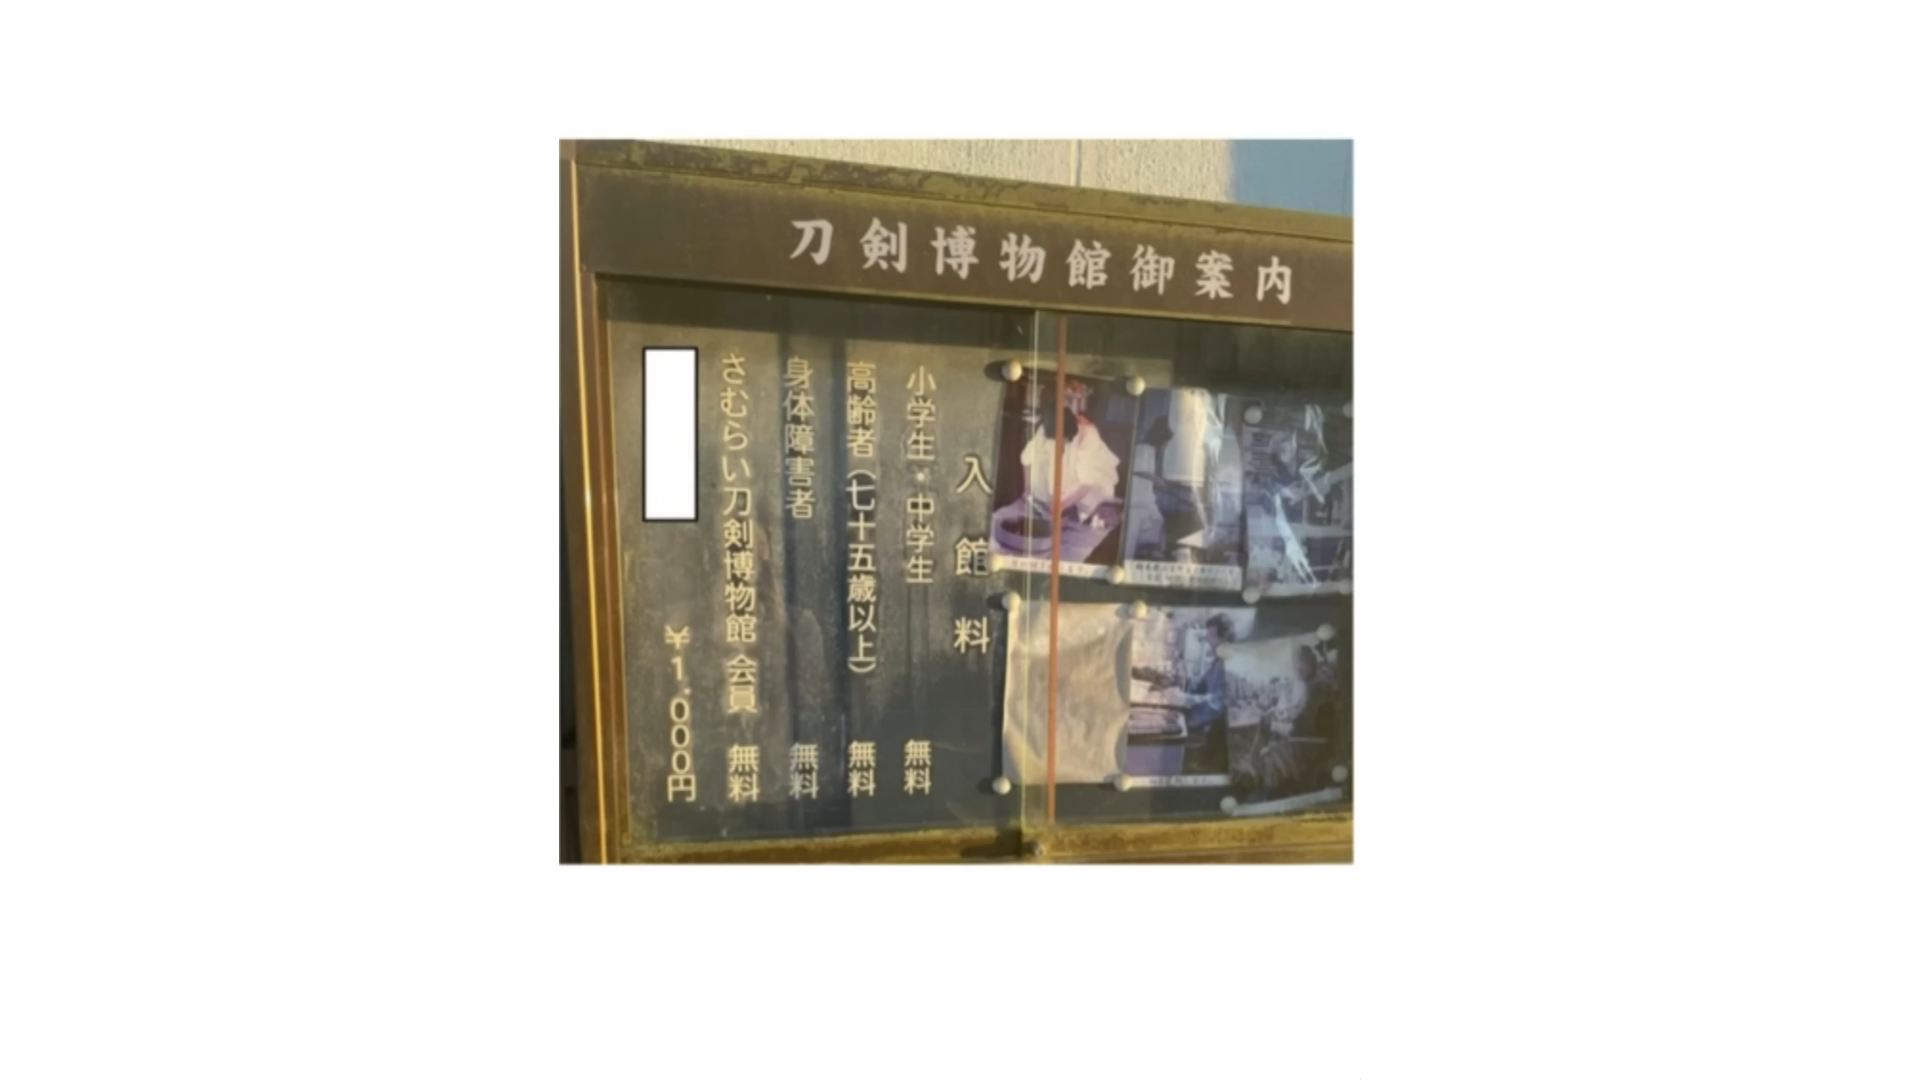 刀剣博物館御案内
入館料
小学生・中学生 無料
高齢者（七十五歳以上） 無料
身体障害者 無料
さむらい刀剣博物館 会員 無料
¥1.000円